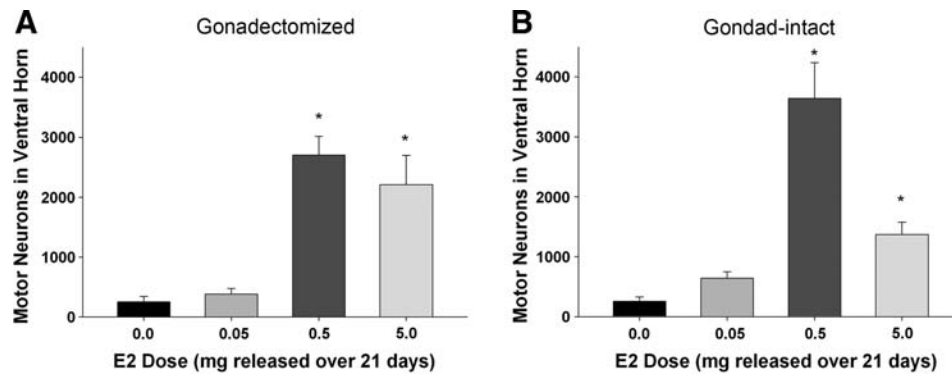 A
Gonadectomized
Motor Neurons in Ventral Horn
4000
3000
2000
1000
0
*
*
0.0 0.05 0.5 5.0
E2 Dose (mg released over 21 days)
B
Gondad-intact
Motor Neurons in Ventral Horn
4000
3000
2000
1000
0
*
*
0.0 0.05 0.5 5.0
E2 Dose (mg released over 21 days)